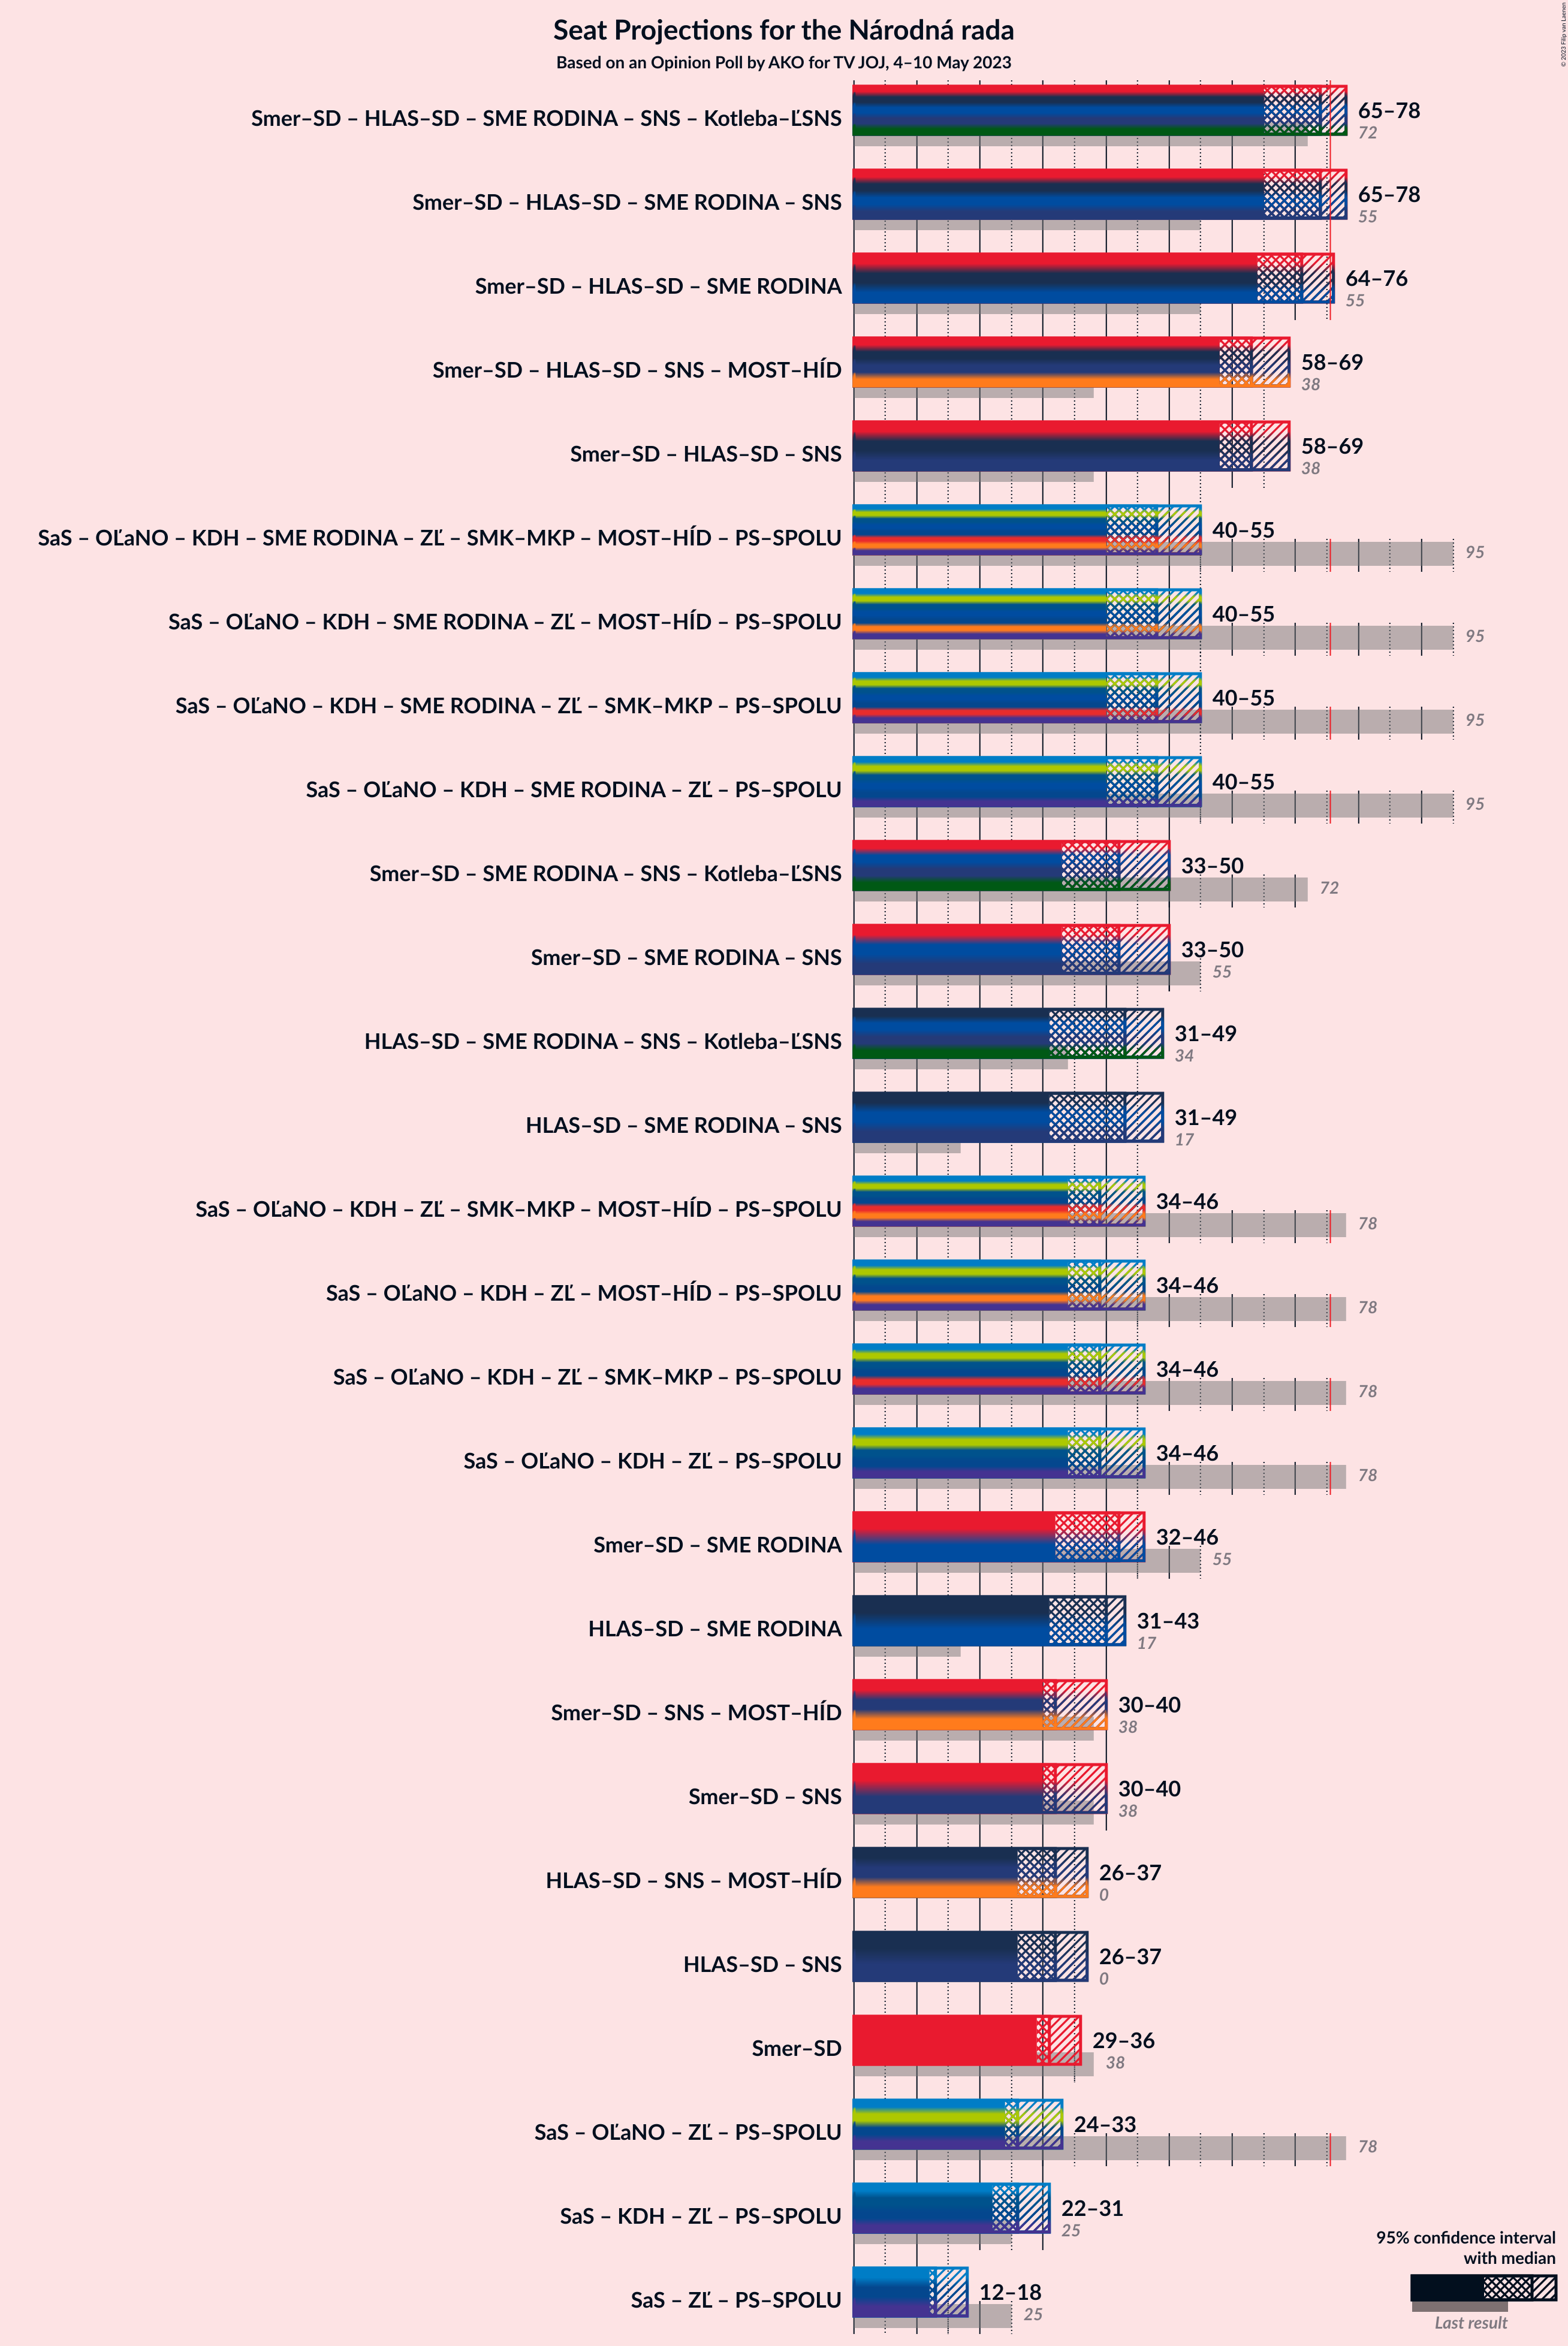 Seat Projections for the Národná rada
Based on an Opinion Poll by AKO for TV JOJ, 4–10 May 2023
© 2023 Filip van Laenen
Smer–SD – HLAS–SD – SME RODINA – SNS – Kotleba–ĽSNS
65–78
72
Smer–SD – HLAS–SD – SME RODINA – SNS
65–78
55
Smer–SD – HLAS–SD – SME RODINA
64–76
55
Smer–SD – HLAS–SD – SNS – MOST–HÍD
58–69
38
Smer–SD – HLAS–SD – SNS
58–69
38
SaS – OĽaNO – KDH – SME RODINA – ZĽ – SMK–MKP – MOST–HÍD – PS–SPOLU
40–55
95
SaS – OĽaNO – KDH – SME RODINA – ZĽ – MOST–HÍD – PS–SPOLU
40–55
95
SaS – OĽaNO – KDH – SME RODINA – ZĽ – SMK–MKP – PS–SPOLU
40–55
95
SaS – OĽaNO – KDH – SME RODINA – ZĽ – PS–SPOLU
40–55
95
Smer–SD – SME RODINA – SNS – Kotleba–ĽSNS
33–50
72
Smer–SD – SME RODINA – SNS
33–50
55
HLAS–SD – SME RODINA – SNS – Kotleba–ĽSNS
31–49
34
HLAS–SD – SME RODINA – SNS
31–49
17
SaS – OĽaNO – KDH – ZĽ – SMK–MKP – MOST–HÍD – PS–SPOLU
34–46
78
SaS – OĽaNO – KDH – ZĽ – MOST–HÍD – PS–SPOLU
34–46
78
SaS – OĽaNO – KDH – ZĽ – SMK–MKP – PS–SPOLU
34–46
78
SaS – OĽaNO – KDH – ZĽ – PS–SPOLU
34–46
78
Smer–SD – SME RODINA
32–46
55
HLAS–SD – SME RODINA
31–43
17
Smer–SD – SNS – MOST–HÍD
30–40
38
Smer–SD – SNS
30–40
38
HLAS–SD – SNS – MOST–HÍD
26–37
0
HLAS–SD – SNS
26–37
0
Smer–SD
29–36
38
SaS – OĽaNO – ZĽ – PS–SPOLU
24–33
78
SaS – KDH – ZĽ – PS–SPOLU
22–31
25
SaS – ZĽ – PS–SPOLU
12–18
25
95% confidence interval
with median
Last result